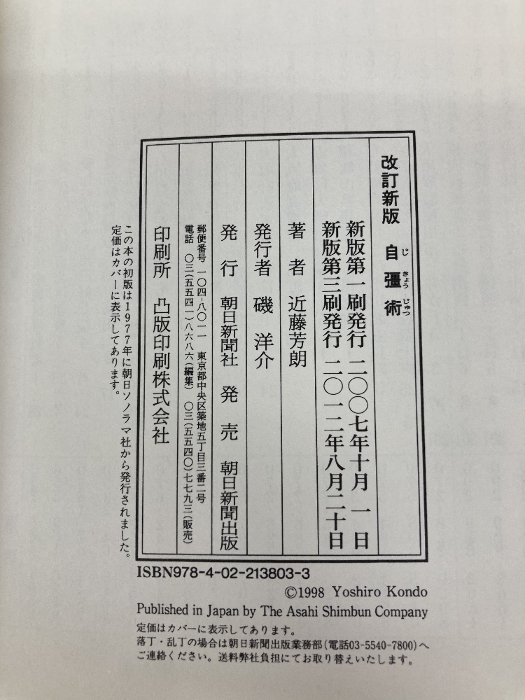 改訂新版 自彊術
じ きょう じゅつ
新版第一刷発行 二〇〇七年十月 一日
新版第三刷発行 二〇一二年八月二十日
著者 近藤芳朗
発行者 磯 洋介
発行 朝日新聞社 発売 朝日新聞出版
郵便番号 一〇四-八〇一一 東京都中央区築地五丁目三番二号
電話 〇三(五五四一)八六八六(編集) 〇三(五五四〇)七七九三(販売)
印刷所 凸版印刷株式会社
この本の初版は1977年に朝日ソノラマ社から発行されました。
定価はカバーに表示してあります。
ISBN978-4-02-213803-3
©1998 Yoshiro Kondo
Published in Japan by The Asahi Shimbun Company
定価はカバーに表示してあります。
落丁・乱丁の場合は朝日新聞出版業務部(電話03-5540-7800)へ
ご連絡ください。送料弊社負担にてお取り替えいたします。